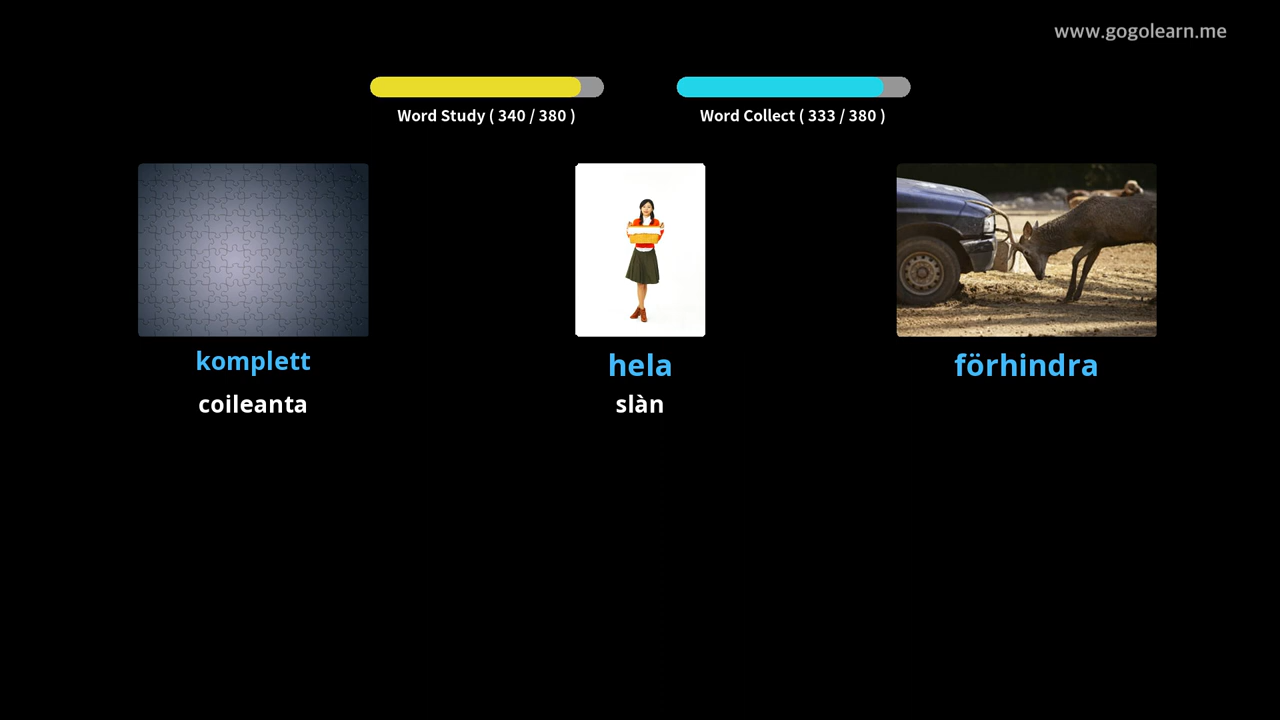 www.gogolearn.me
Word Study ( 340 / 380 )
Word Collect ( 333 / 380 )
komplett
hela
förhindra
coileanta
slàn